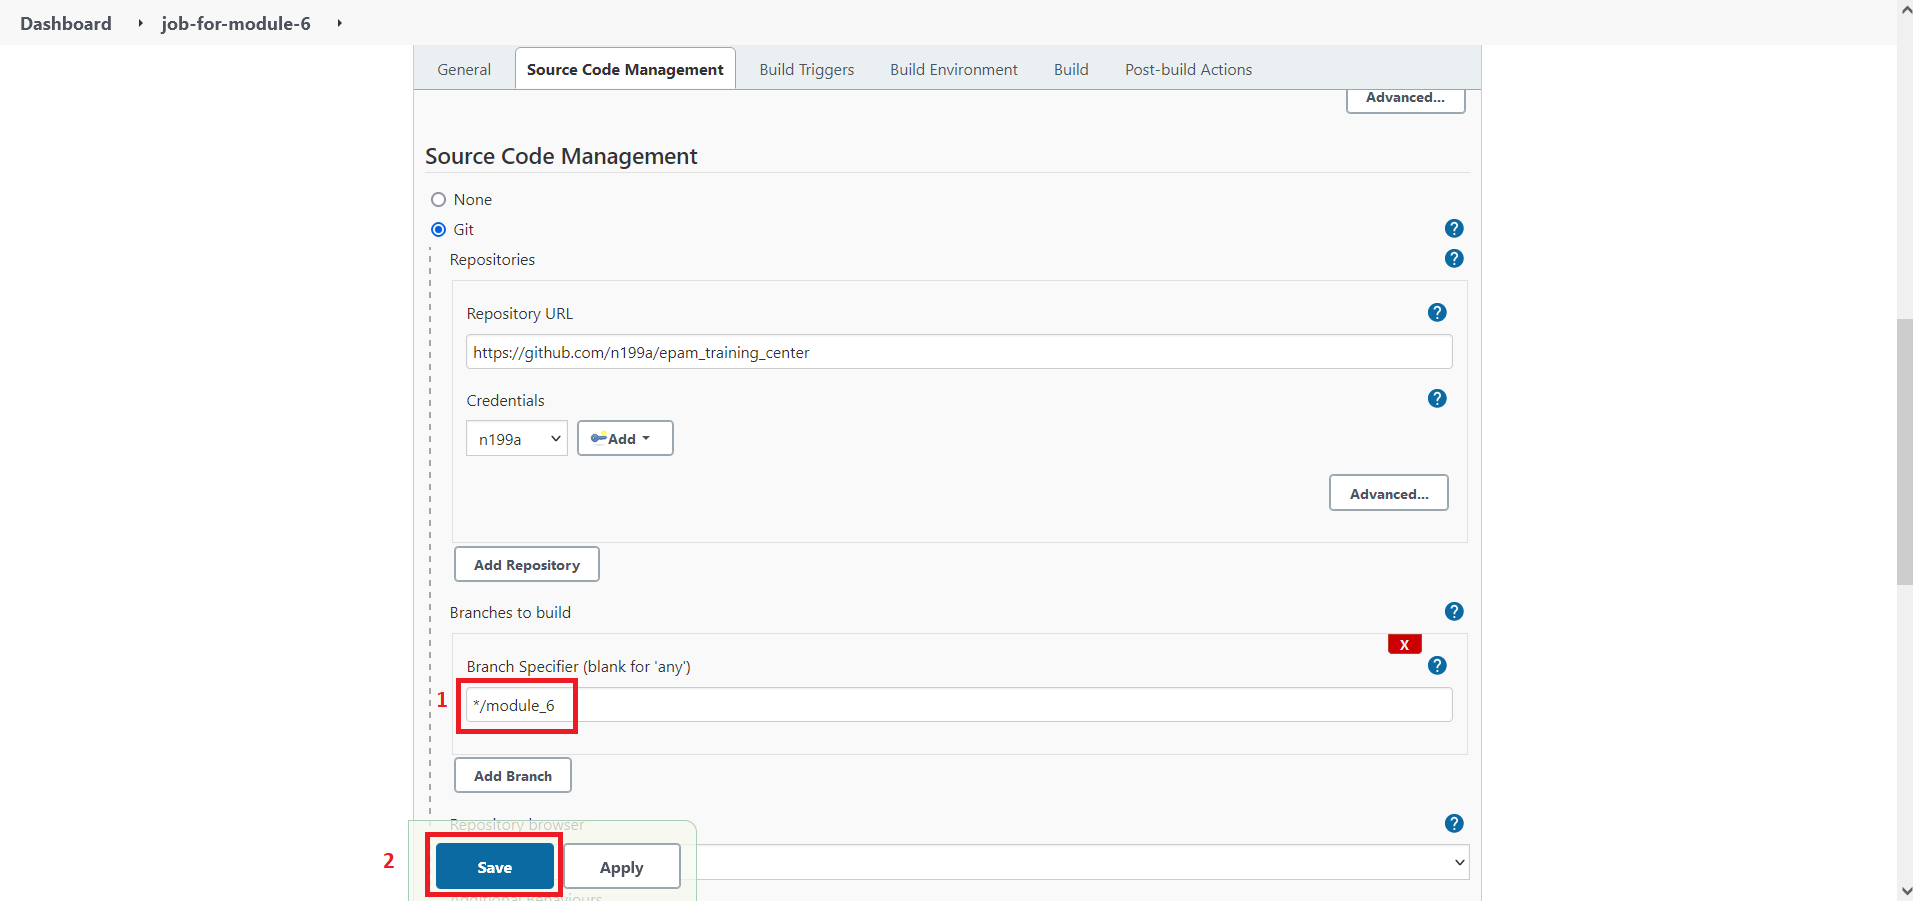 Dashboard job-for-module-6
General Source Code Management Build Triggers Build Environment Build Post-build Actions
Advanced...
Source Code Management
None
Git ?
Repositories ?
Repository URL ?
https://github.com/n199a/epam_training_center
Credentials ?
n199a Add
Advanced...
Add Repository
Branches to build ?
X
Branch Specifier (blank for 'any') ?
1 */module_6
Add Branch
Repository browser ?
2 Save Apply
Additional Behaviours